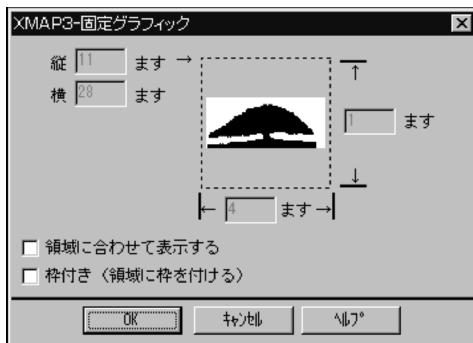 XMAP3-固定グラフィック
縦 11 ます →
横 28 ます
↑
1 ます
↓
← 4 ます →
領域に合わせて表示する
枠付き（領域に枠を付ける）
OK ｷｬﾝｾﾙ ﾍﾙﾌﾟ